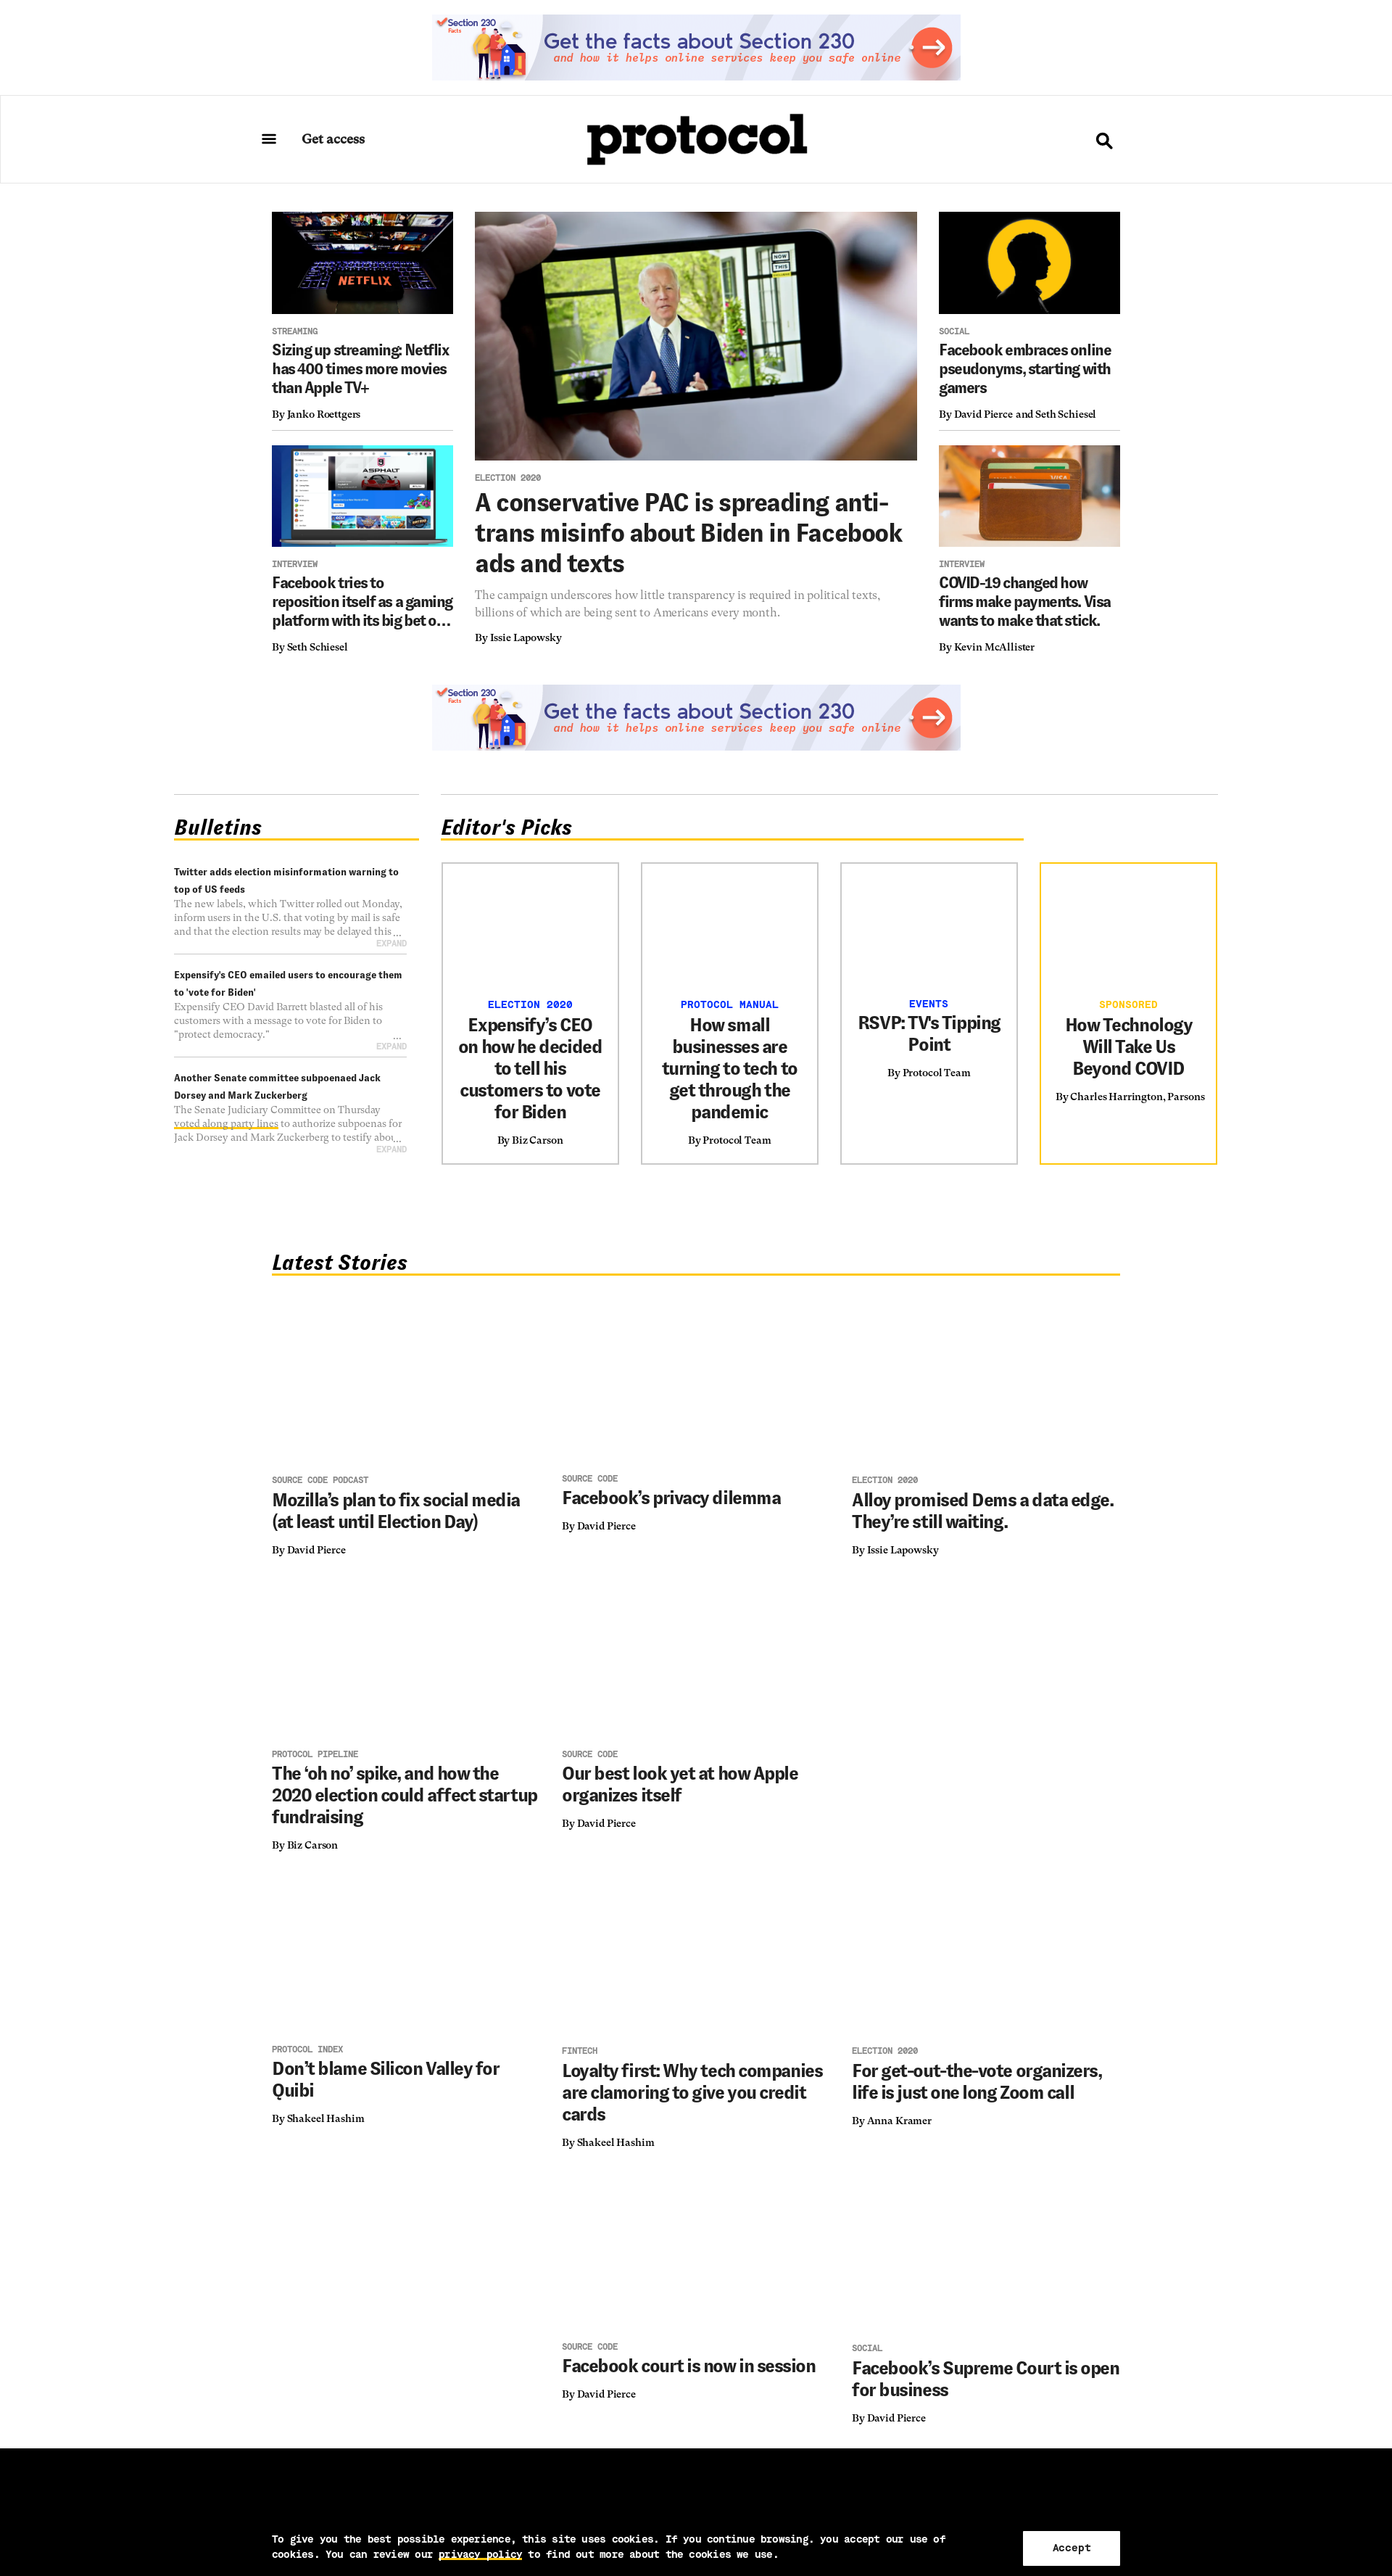 Section 230
Facts
Get the facts about Section 230
and how it helps online services keep you safe online
Get access
protocol
NETFLIX
STREAMING
Sizing up streaming: Netflix
has 400 times more movies
than Apple TV+
By Janko Roettgers
ASPHALT
INTERVIEW
Facebook tries to
reposition itself as a gaming
platform with its big bet o…
By Seth Schiesel
NOW
THIS
ELECTION 2020
A conservative PAC is spreading anti-
trans misinfo about Biden in Facebook
ads and texts
The campaign underscores how little transparency is required in political texts,
billions of which are being sent to Americans every month.
By Issie Lapowsky
SOCIAL
Facebook embraces online
pseudonyms, starting with
gamers
By David Pierce and Seth Schiesel
VISA
INTERVIEW
COVID-19 changed how
firms make payments. Visa
wants to make that stick.
By Kevin McAllister
Section 230
Facts
Get the facts about Section 230
and how it helps online services keep you safe online
Bulletins
Twitter adds election misinformation warning to
top of US feeds
The new labels, which Twitter rolled out Monday,
inform users in the U.S. that voting by mail is safe
and that the election results may be delayed this ...
EXPAND
Expensify's CEO emailed users to encourage them
to 'vote for Biden'
Expensify CEO David Barrett blasted all of his
customers with a message to vote for Biden to
"protect democracy."
...
EXPAND
Another Senate committee subpoenaed Jack
Dorsey and Mark Zuckerberg
The Senate Judiciary Committee on Thursday
voted along party lines to authorize subpoenas for
Jack Dorsey and Mark Zuckerberg to testify abou...
EXPAND
Editor's Picks
ELECTION 2020
Expensify’s CEO
on how he decided
to tell his
customers to vote
for Biden
By Biz Carson
PROTOCOL MANUAL
How small
businesses are
turning to tech to
get through the
pandemic
By Protocol Team
EVENTS
RSVP: TV's Tipping
Point
By Protocol Team
SPONSORED
How Technology
Will Take Us
Beyond COVID
By Charles Harrington, Parsons
Latest Stories
SOURCE CODE PODCAST
Mozilla’s plan to fix social media
(at least until Election Day)
By David Pierce
SOURCE CODE
Facebook’s privacy dilemma
By David Pierce
ELECTION 2020
Alloy promised Dems a data edge.
They’re still waiting.
By Issie Lapowsky
PROTOCOL PIPELINE
The ‘oh no’ spike, and how the
2020 election could affect startup
fundraising
By Biz Carson
SOURCE CODE
Our best look yet at how Apple
organizes itself
By David Pierce
PROTOCOL INDEX
Don’t blame Silicon Valley for
Quibi
By Shakeel Hashim
FINTECH
Loyalty first: Why tech companies
are clamoring to give you credit
cards
By Shakeel Hashim
ELECTION 2020
For get-out-the-vote organizers,
life is just one long Zoom call
By Anna Kramer
SOURCE CODE
Facebook court is now in session
By David Pierce
SOCIAL
Facebook’s Supreme Court is open
for business
By David Pierce
To give you the best possible experience, this site uses cookies. If you continue browsing. you accept our use of
cookies. You can review our privacy policy to find out more about the cookies we use.
Accept